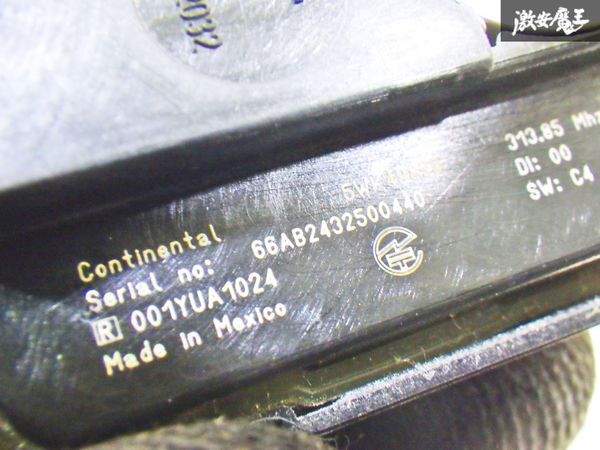 激安魔王
2032
313.85 Mhz
DI: 00
SW: C4
Continental
Serial no: 66AB2432500440
R 001YUA1024
Made in Mexico